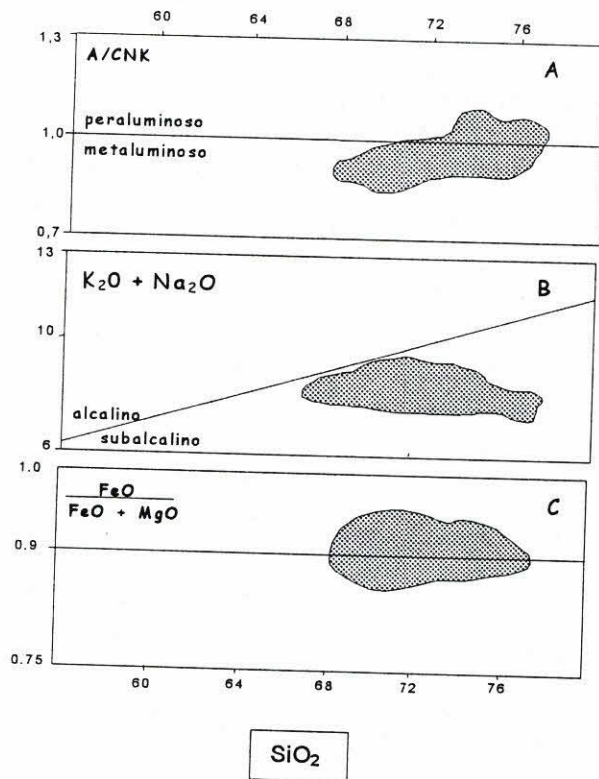 60 64 68 72 76
1,3
A/CNK
A
peraluminoso
1,0
metaluminoso
0,7
13
K₂O + Na₂O
B
10
alcalino
subalcalino
6
1.0
FeO
FeO + MgO
C
0.9
0.75
60 64 68 72 76
SiO₂